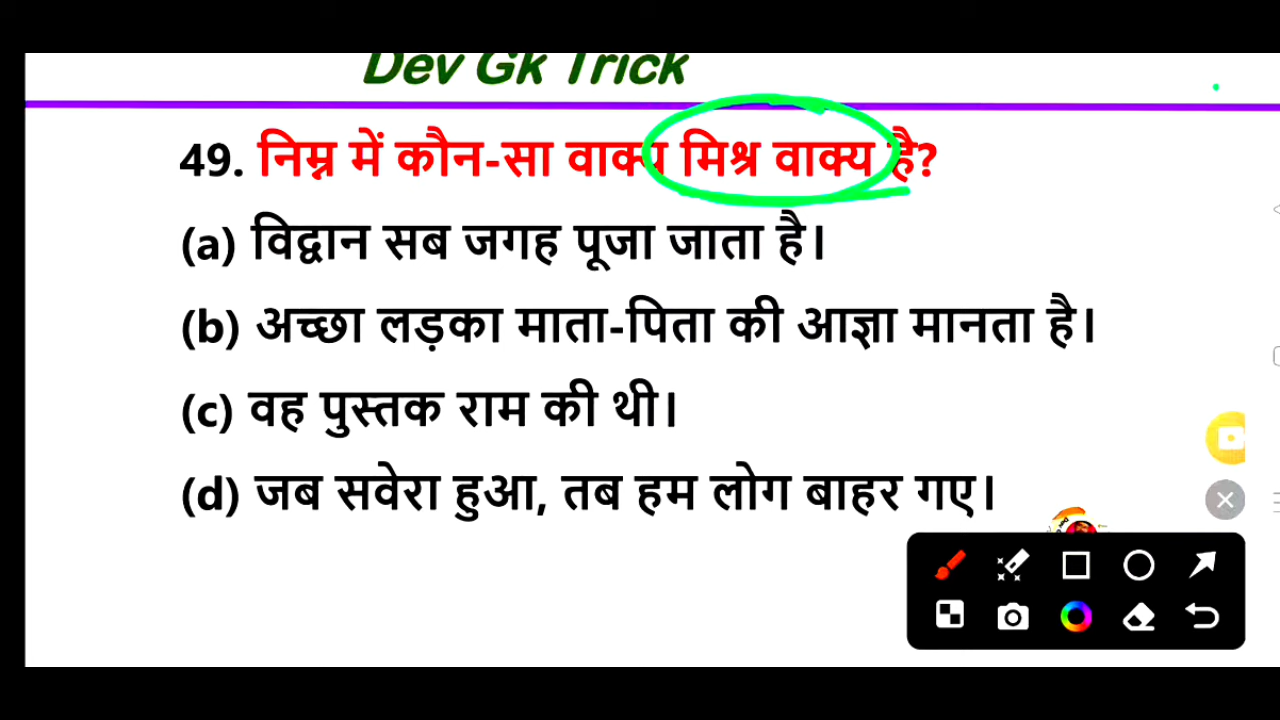 Dev Gk Trick
49. निम्न में कौन-सा वाक्य मिश्र वाक्य है?
(a) विद्वान सब जगह पूजा जाता है।
(b) अच्छा लड़का माता-पिता की आज्ञा मानता है।
(c) वह पुस्तक राम की थी।
(d) जब सवेरा हुआ, तब हम लोग बाहर गए।